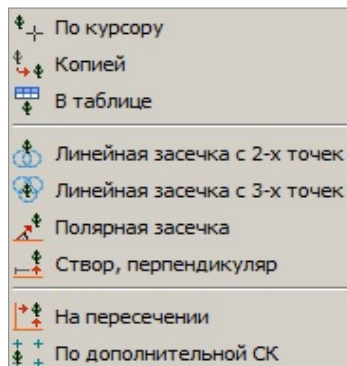 По курсору
Копией
В таблице
Линейная засечка с 2-х точек
Линейная засечка с 3-х точек
Полярная засечка
Створ, перпендикуляр
На пересечении
По дополнительной СК